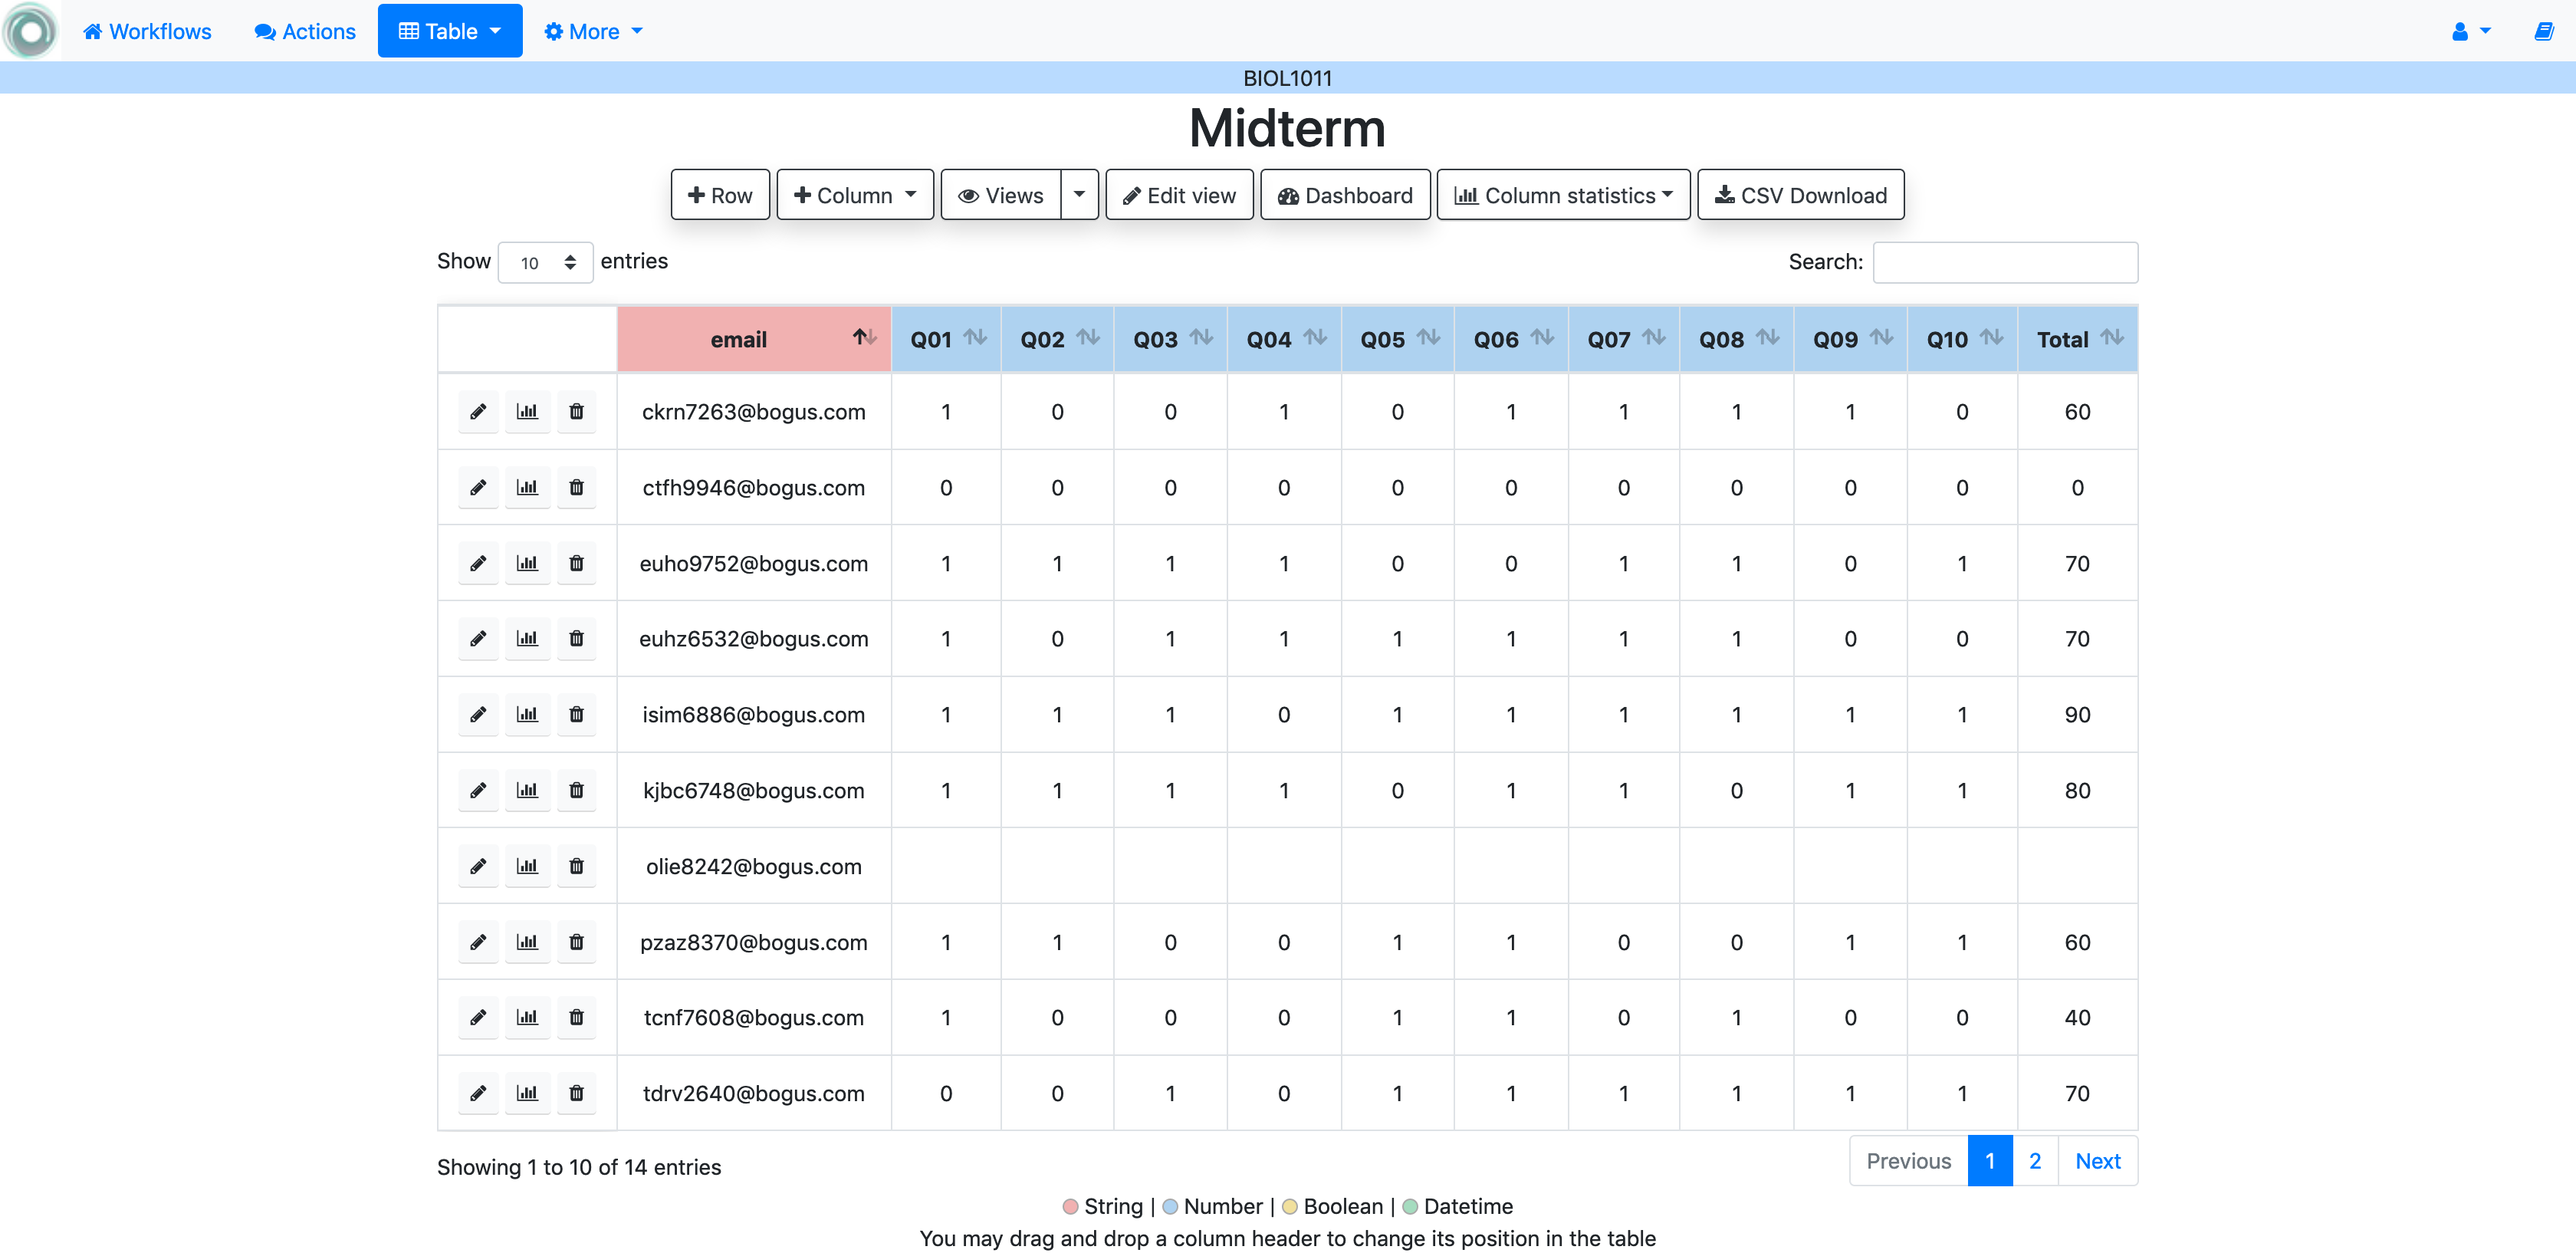 Workflows Actions Table More
BIOL1011
Midterm
Row Column Views Edit view Dashboard Column statistics CSV Download
Show 10 entries Search:
email Q01 Q02 Q03 Q04 Q05 Q06 Q07 Q08 Q09 Q10 Total
ckrn7263@bogus.com 1 0 0 1 0 1 1 1 1 0 60
ctfh9946@bogus.com 0 0 0 0 0 0 0 0 0 0 0
euho9752@bogus.com 1 1 1 1 0 0 1 1 0 1 70
euhz6532@bogus.com 1 0 1 1 1 1 1 1 0 0 70
isim6886@bogus.com 1 1 1 0 1 1 1 1 1 1 90
kjbc6748@bogus.com 1 1 1 1 0 1 1 0 1 1 80
olie8242@bogus.com
pzaz8370@bogus.com 1 1 0 0 1 1 0 0 1 1 60
tcnf7608@bogus.com 1 0 0 0 1 1 0 1 0 0 40
tdrv2640@bogus.com 0 0 1 0 1 1 1 1 1 1 70
Showing 1 to 10 of 14 entries Previous 1 2 Next
String | Number | Boolean | Datetime
You may drag and drop a column header to change its position in the table